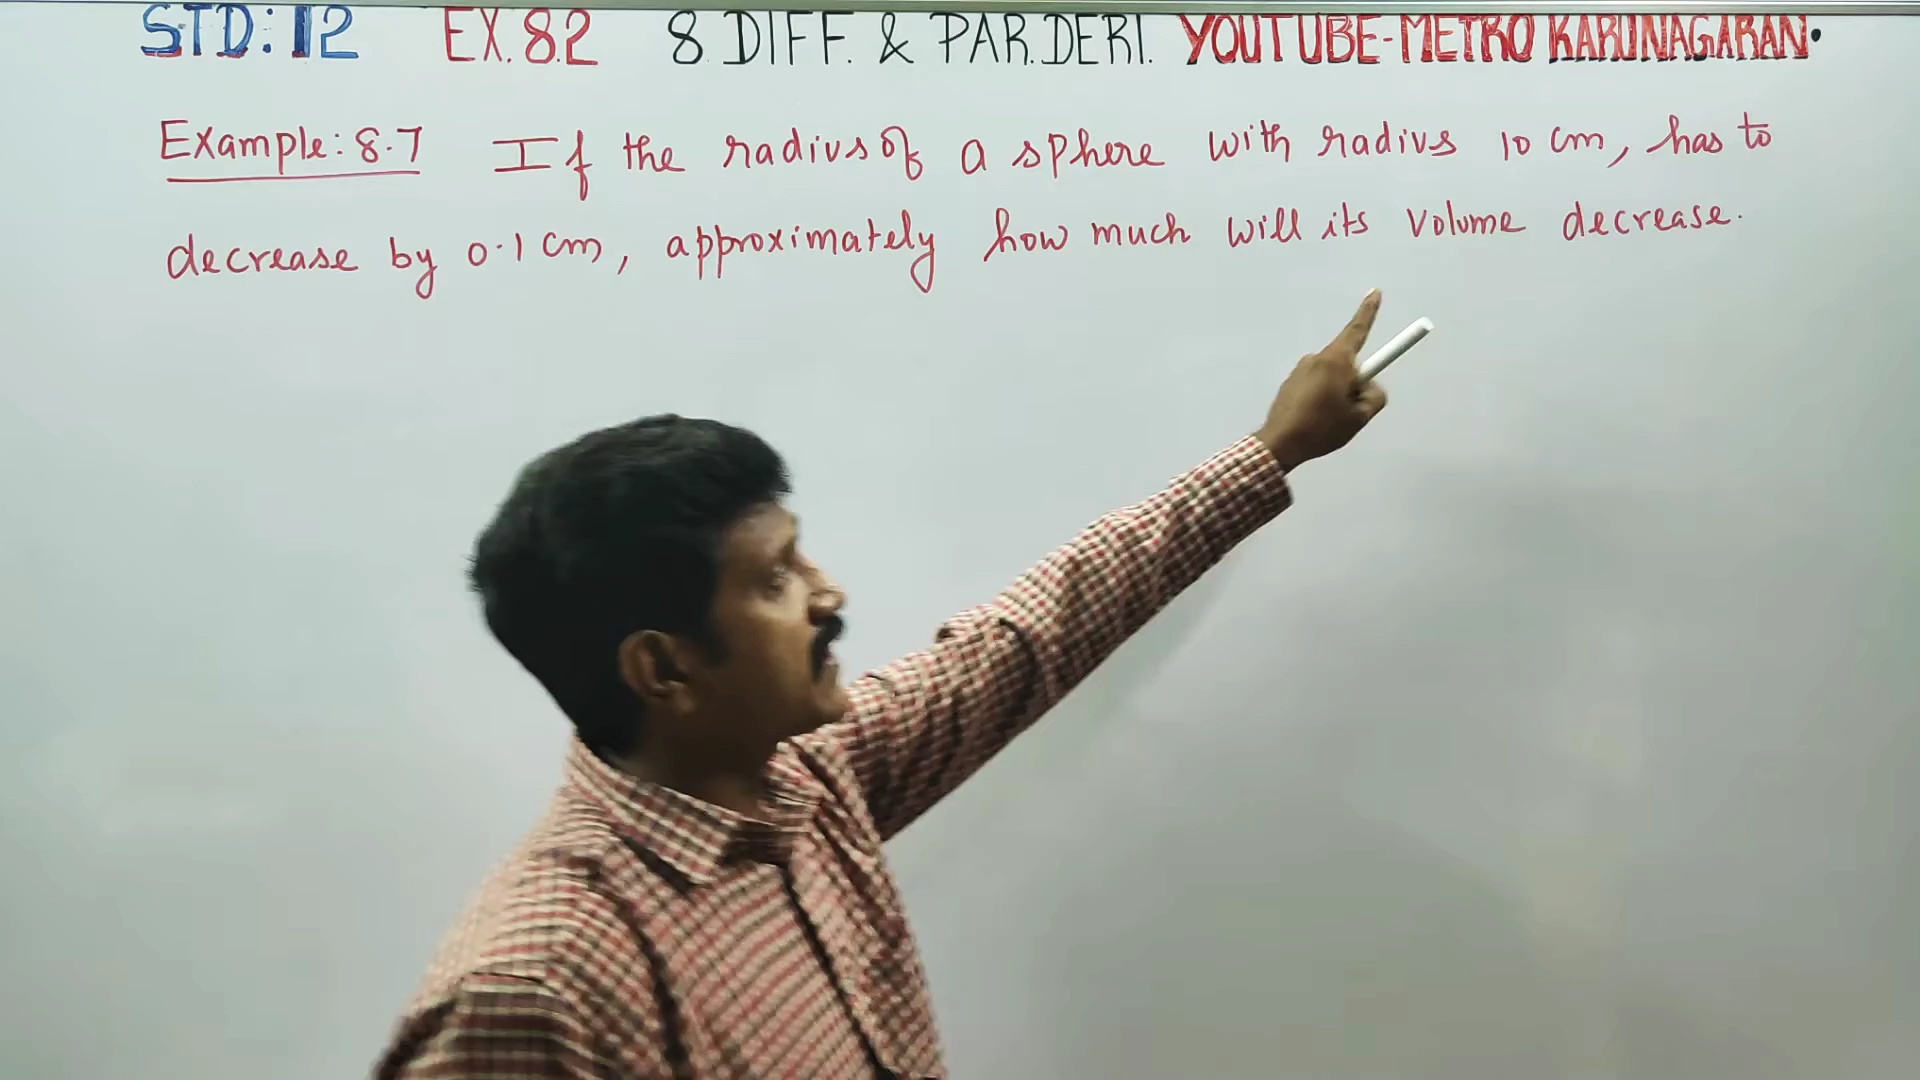 STD: 12 EX. 8.2 8. DIFF. & PAR. DERI. YOUTUBE-METRO KARUNAGARAN.
Example: 8.7 If the radius of a sphere with radius 10 cm, has to
decrease by 0.1 cm, approximately how much will its volume decrease.